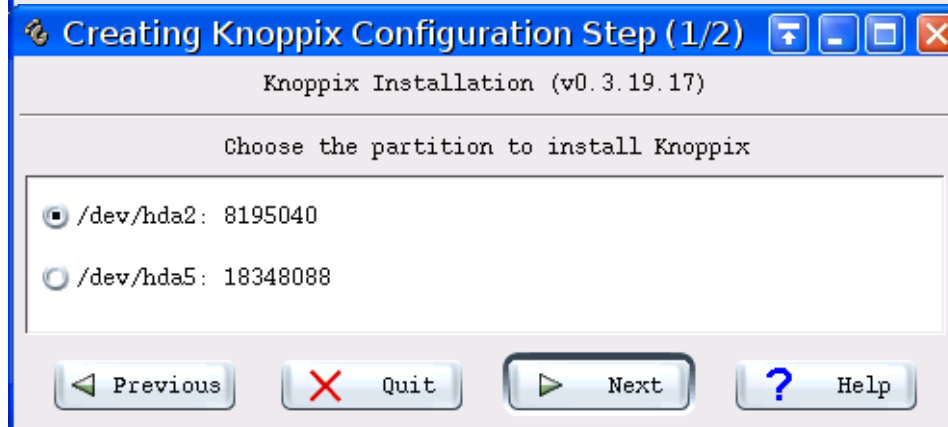 Creating Knoppix Configuration Step (1/2)
Knoppix Installation (v0.3.19.17)
Choose the partition to install Knoppix
/dev/hda2: 8195040
/dev/hda5: 18348088
Previous Quit Next ? Help